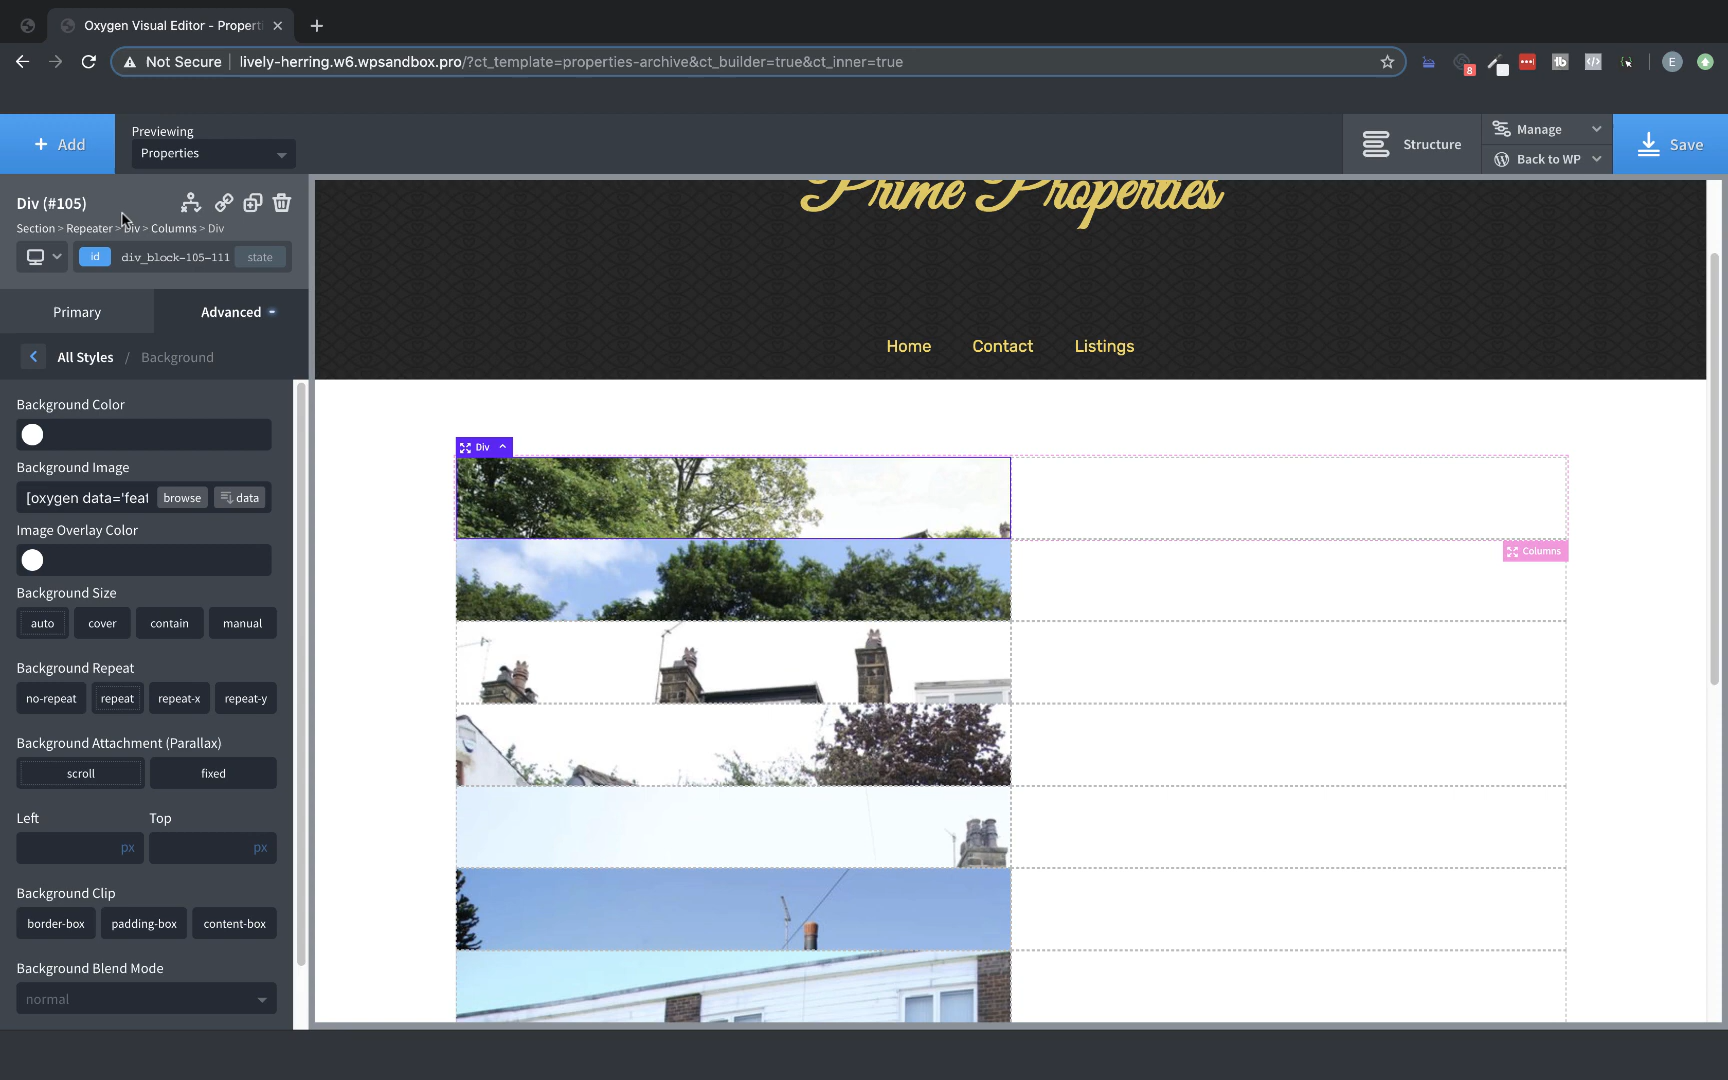 Oxygen Visual Editor - Propert
Not Secure
lively-herring.w6.wpsandbox.pro/?ct_template=properties-archive&ct_builder=true&ct_inner=true
8
E
+ Add
Previewing
Properties
Structure
Manage
Back to WP
Save
Div (#105)
Section > Repeater > Div > Columns > Div
id
div_block-105-111
state
Primary
Advanced
All Styles / Background
Background Color
Background Image
[oxygen data='feat
browse
data
Image Overlay Color
Background Size
auto
cover
contain
manual
Background Repeat
no-repeat
repeat
repeat-x
repeat-y
Background Attachment (Parallax)
scroll
fixed
Left
Top
px
px
Background Clip
border-box
padding-box
content-box
Background Blend Mode
normal
Prime Properties
Home
Contact
Listings
Div
Columns